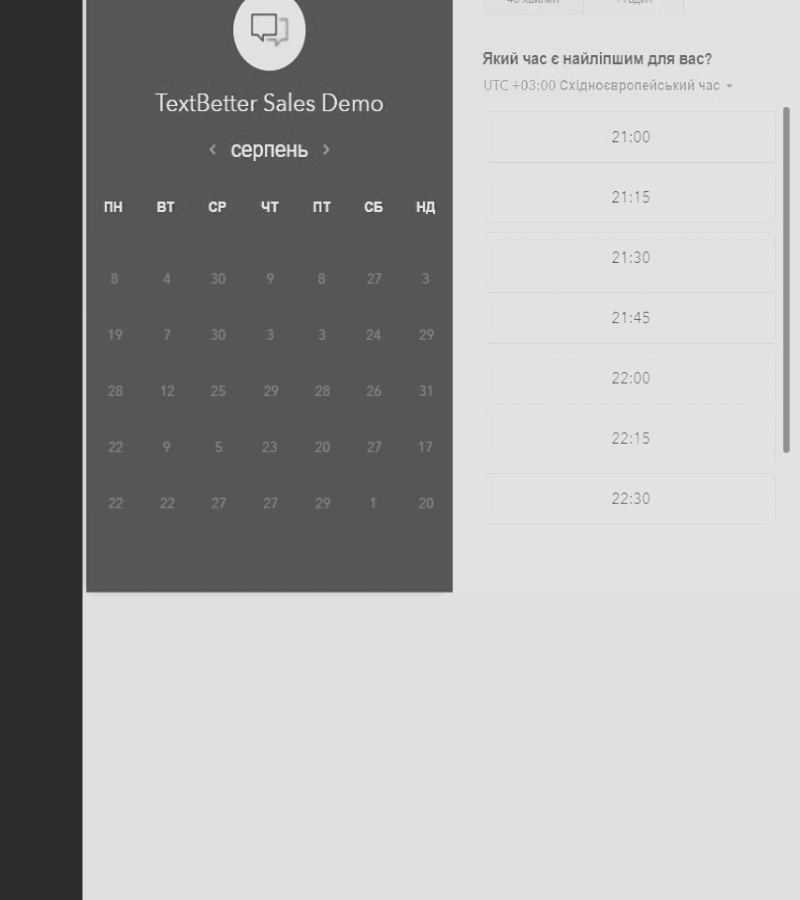 TextBetter Sales Demo
‹ серпень ›
ПН ВТ СР ЧТ ПТ СБ НД
8 4 30 9 8 27 3
19 7 30 3 3 24 29
28 12 25 29 28 26 31
22 9 5 23 20 27 17
22 22 27 27 29 1 20
Який час є найліпшим для вас?
UTC +03:00 Східноєвропейський час
21:00
21:15
21:30
21:45
22:00
22:15
22:30